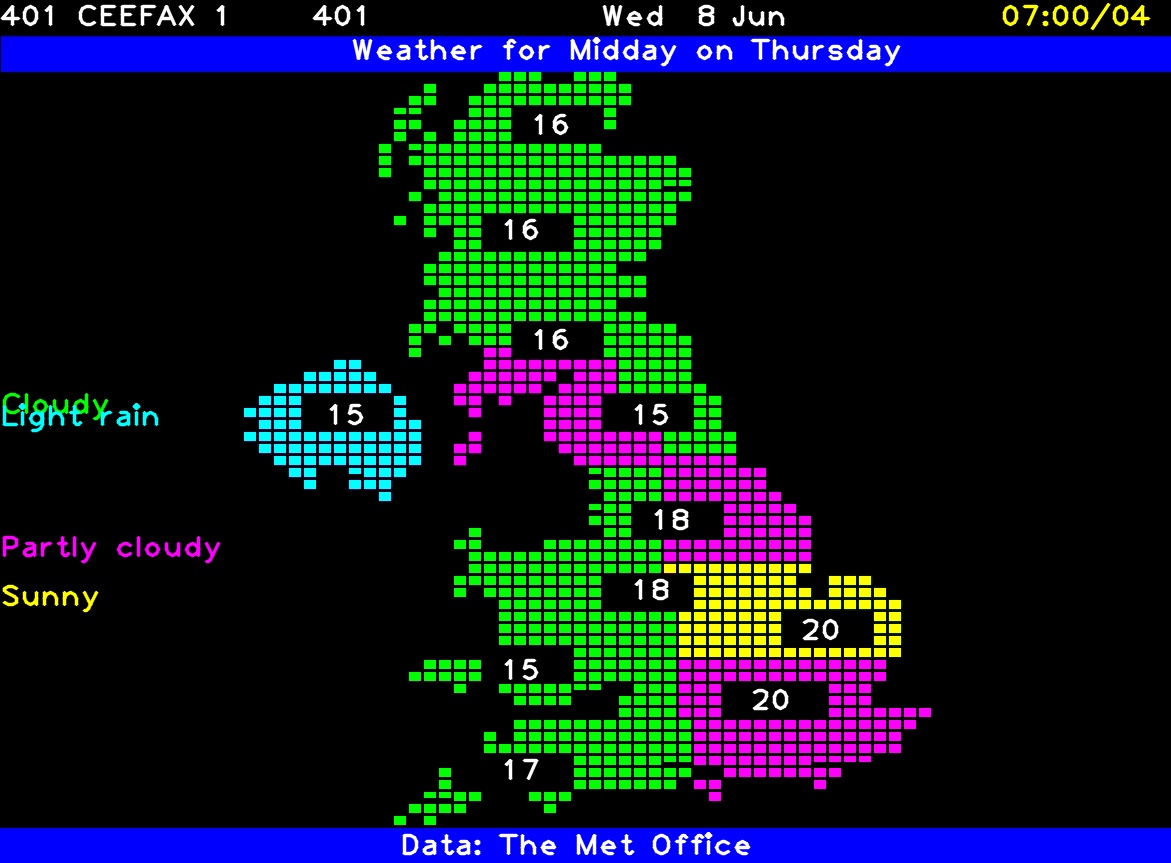 401 CEEFAX 1 401 Wed 8 Jun 07:00/04
Weather for Midday on Thursday
16
16
16
Cloudy
Light rain
15 15
18
Partly cloudy
18
Sunny
20
15
20
17
Data: The Met Office